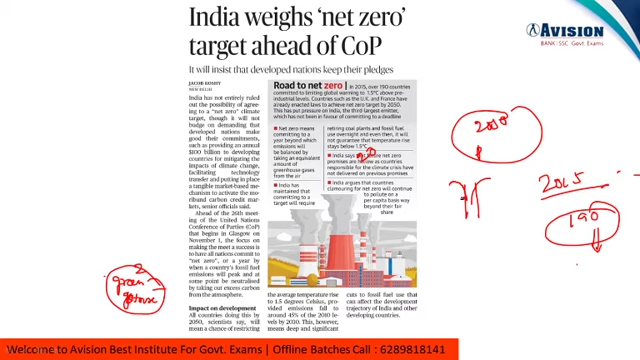 India weighs 'net zero'
target ahead of CoP
It will insist that developed nations keep their pledges
AVISION
BANK | SSC | Govt. Exams
JACOB KOSHY
NEW DELHI
India has not entirely ruled
out the possibility of agreeing
to a "net zero" climate
target, though it will not
budge on demanding that
developed nations make
good their commitments,
such as providing an annual
$100 billion to developing
countries for mitigating the
impacts of climate change,
facilitating technology
transfer and putting in place
a tangible market-based mechanism
to activate the moribund
carbon credit markets,
senior officials said.
Ahead of the 26th meeting
of the United Nations
Conference of Parties (CoP)
that begins in Glasgow on
November 1, the focus on
making the meet a success is
to have all nations commit to
"net zero", or a year by
when a country's fossil fuel
emissions will peak and at
some point be neutralised
by taking out excess carbon
from the atmosphere.
Impact on development
All countries doing this by
2050, scientists say, will
mean a chance of restricting
Road to net zero
In 2015, over 190 countries
committed to limiting global warming to 1.5°C above pre-
industrial levels. Countries such as the U.K. and France have
already enacted laws to achieve net zero target by 2050.
This has put pressure on India, the third largest emitter,
which has not been in favour of committing to a deadline
Net zero means
committing to a
year beyond which
emissions will
be balanced by
taking an equivalent
amount of
greenhouse gases
from the air
India has
maintained that
committing to a
target will require
retiring coal plants and fossil fuel
use overnight and even then, it will
not guarantee that temperature rise
stays below 1.5°C
India says net zero
promises are hollow as countries
responsible for the climate crisis have
not delivered on previous promises
India argues that countries
clamouring for net zero will continue
to pollute on a
per capita basis way
beyond their fair
share
the average temperature rise
to 1.5 degrees Celsius, provided
emissions fall to
around 45% of the 2010 levels
by 2030. This, however,
means deep and significant
cuts to fossil fuel use that
can affect the development
trajectory of India and other
developing countries.
2015
190
green
Welcome to Avision Best Institute For Govt. Exams | Offline Batches Call : 6289818141